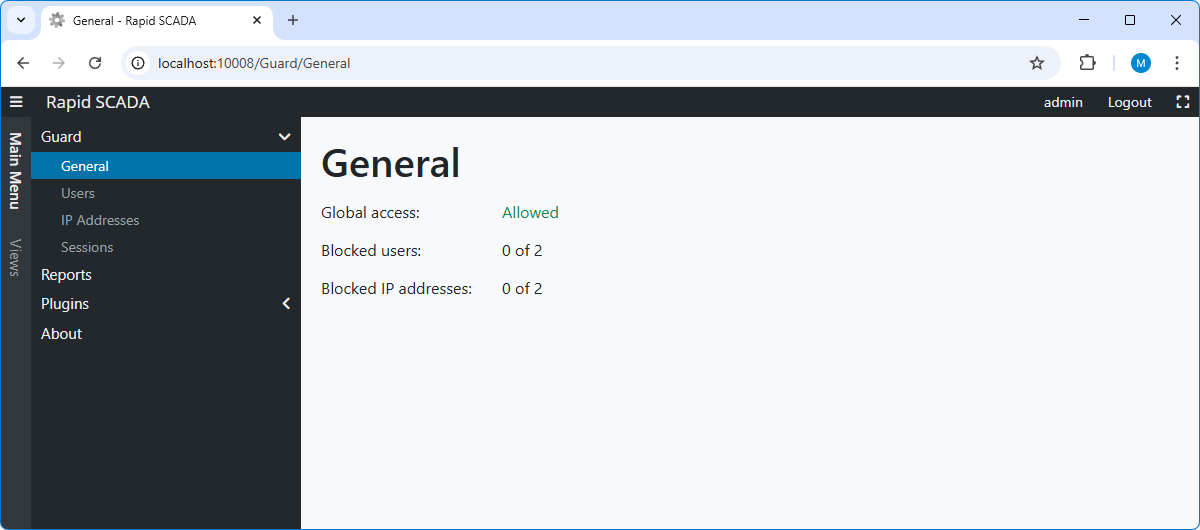 General - Rapid SCADA
localhost:10008/Guard/General
M
Rapid SCADA
admin
Logout
Main Menu
Views
Guard
General
Users
IP Addresses
Sessions
Reports
Plugins
About
General
Global access: Allowed
Blocked users: 0 of 2
Blocked IP addresses: 0 of 2